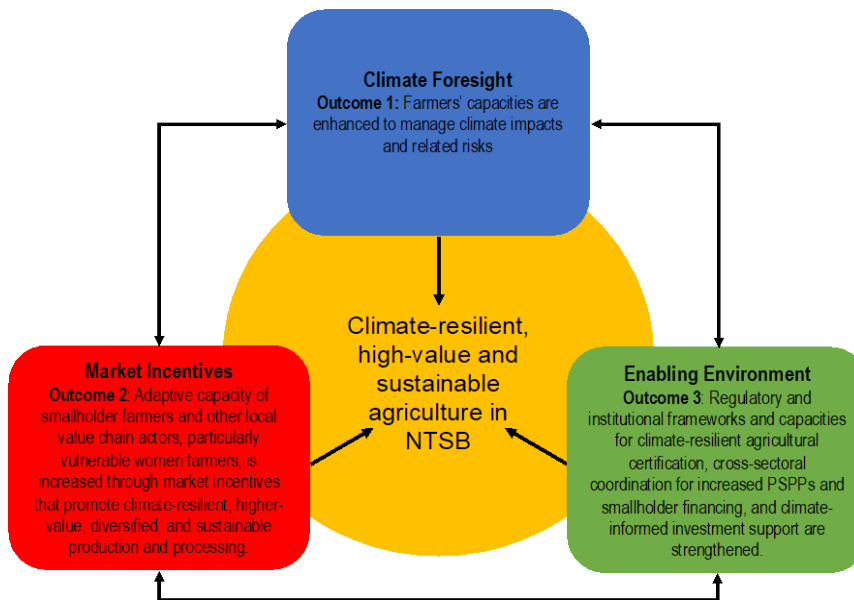 Climate Foresight
Outcome 1: Farmers' capacities are
enhanced to manage climate impacts
and related risks
Climate-resilient,
high-value and
sustainable
agriculture in
NTSB
Market Incentives
Outcome 2: Adaptive capacity of
smallholder farmers and other local
value chain actors, particularly
vulnerable women farmers, is
increased through market incentives
that promote climate-resilient, higher-
value, diversified, and sustainable
production and processing.
Enabling Environment
Outcome 3: Regulatory and
institutional frameworks and capacities
for climate-resilient agricultural
certification, cross-sectoral
coordination for increased PSPPs and
smallholder financing, and climate-
informed investment support are
strengthened.